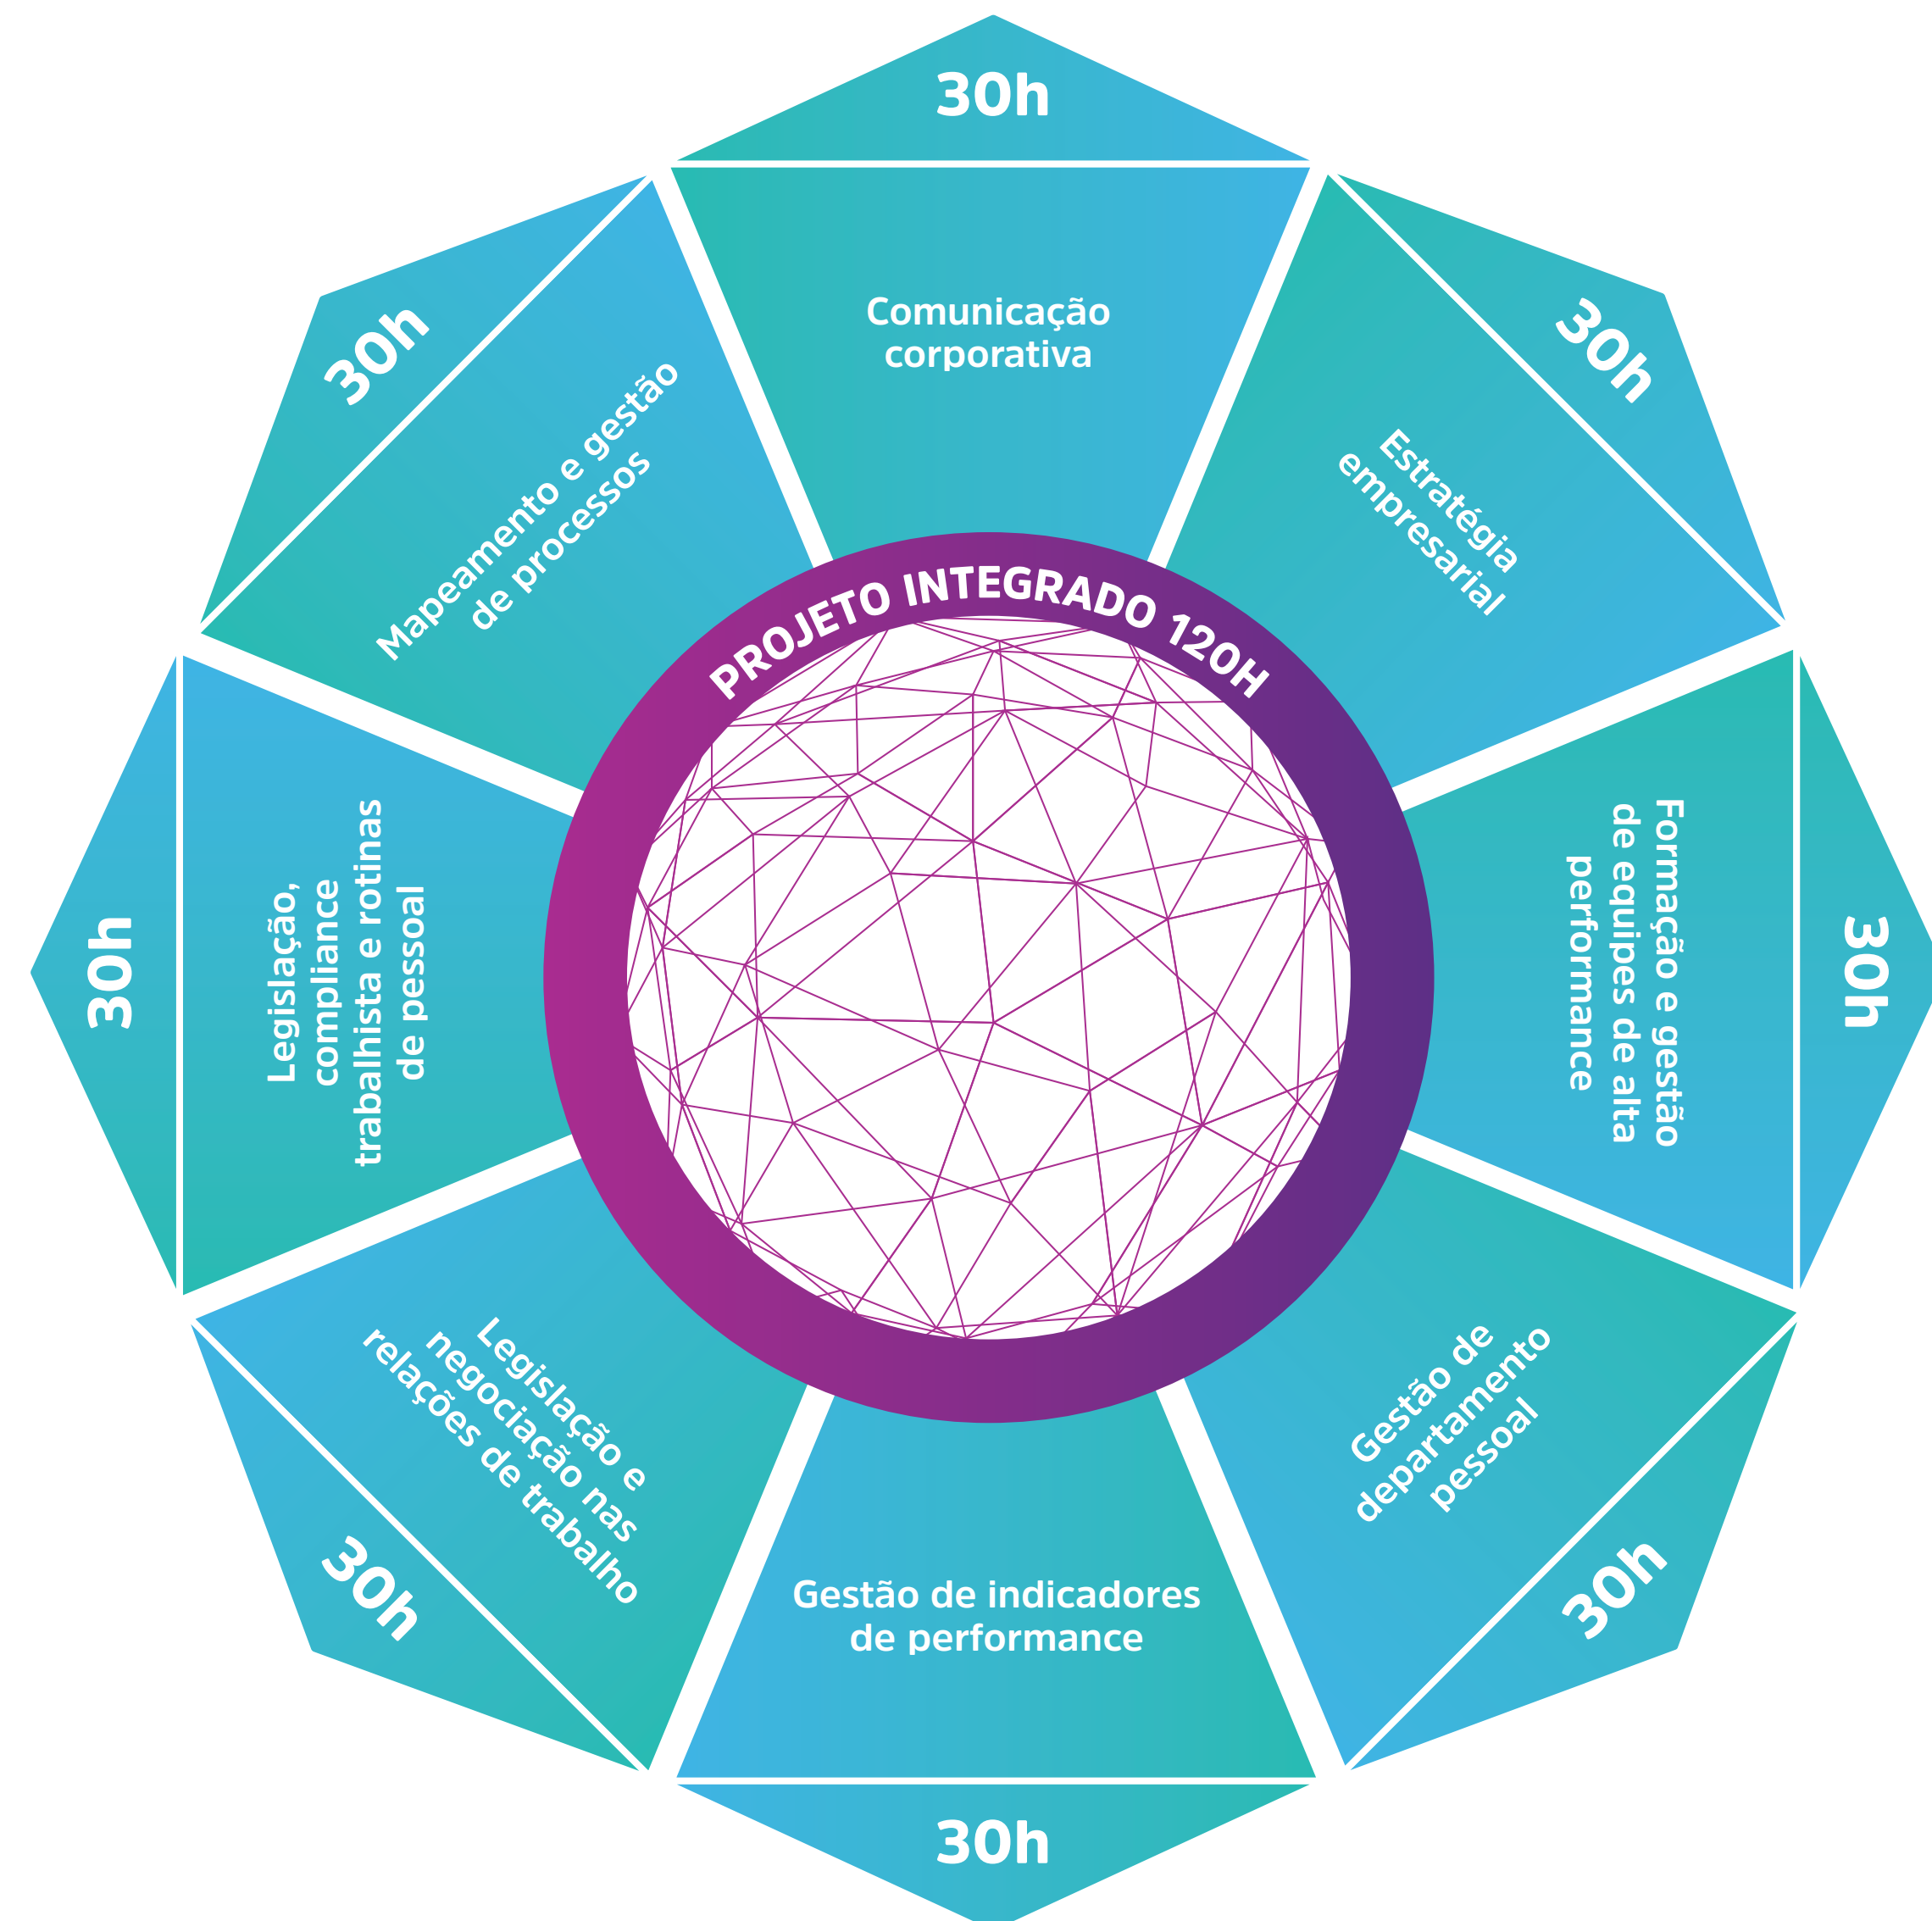 30h
Comunicação
corporativa
30h
Estratégia
empresarial
30h
Formação e gestão
de equipes de alta
performance
30h
Gestão de
departamento
pessoal
30h
Gestão de indicadores
de performance
30h
Legislação e
negociação nas
relações de trabalho
30h
Legislação,
compliance
trabalhista e rotinas
de pessoal
30h
Mapeamento e gestão
de processos
PROJETO INTEGRADO 120H